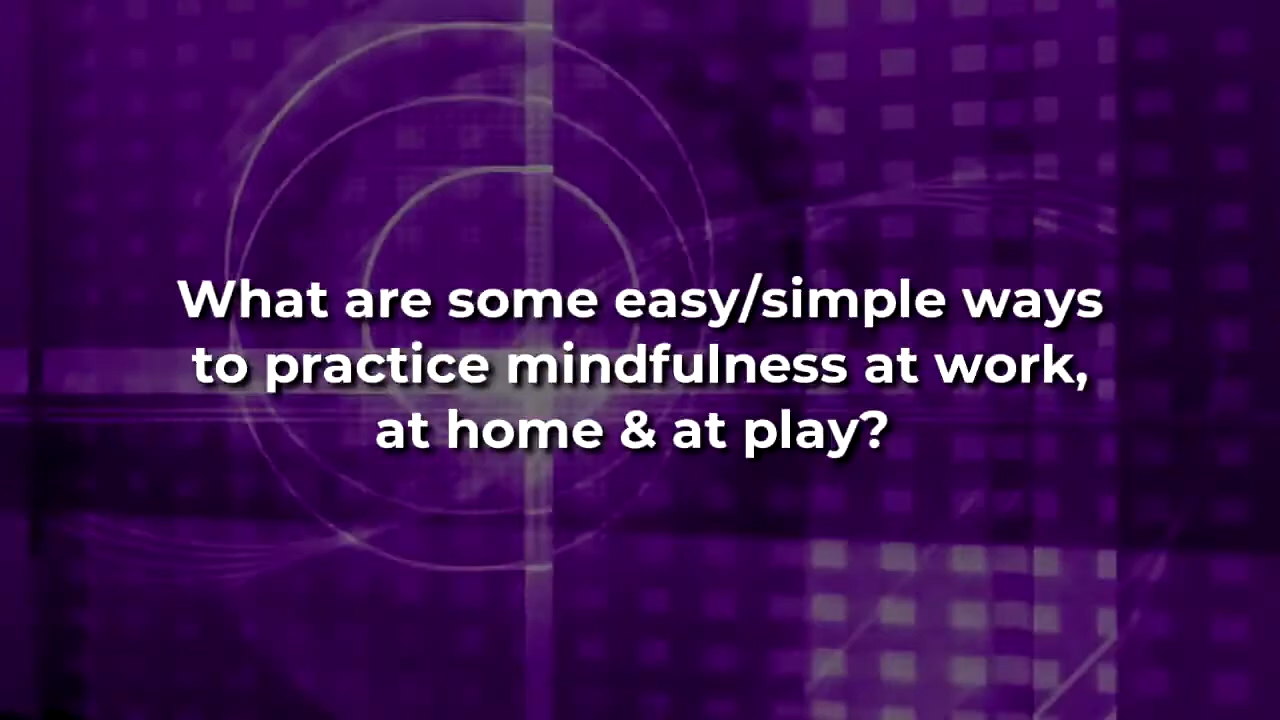 What are some easy/simple ways
to practice mindfulness at work,
at home & at play?